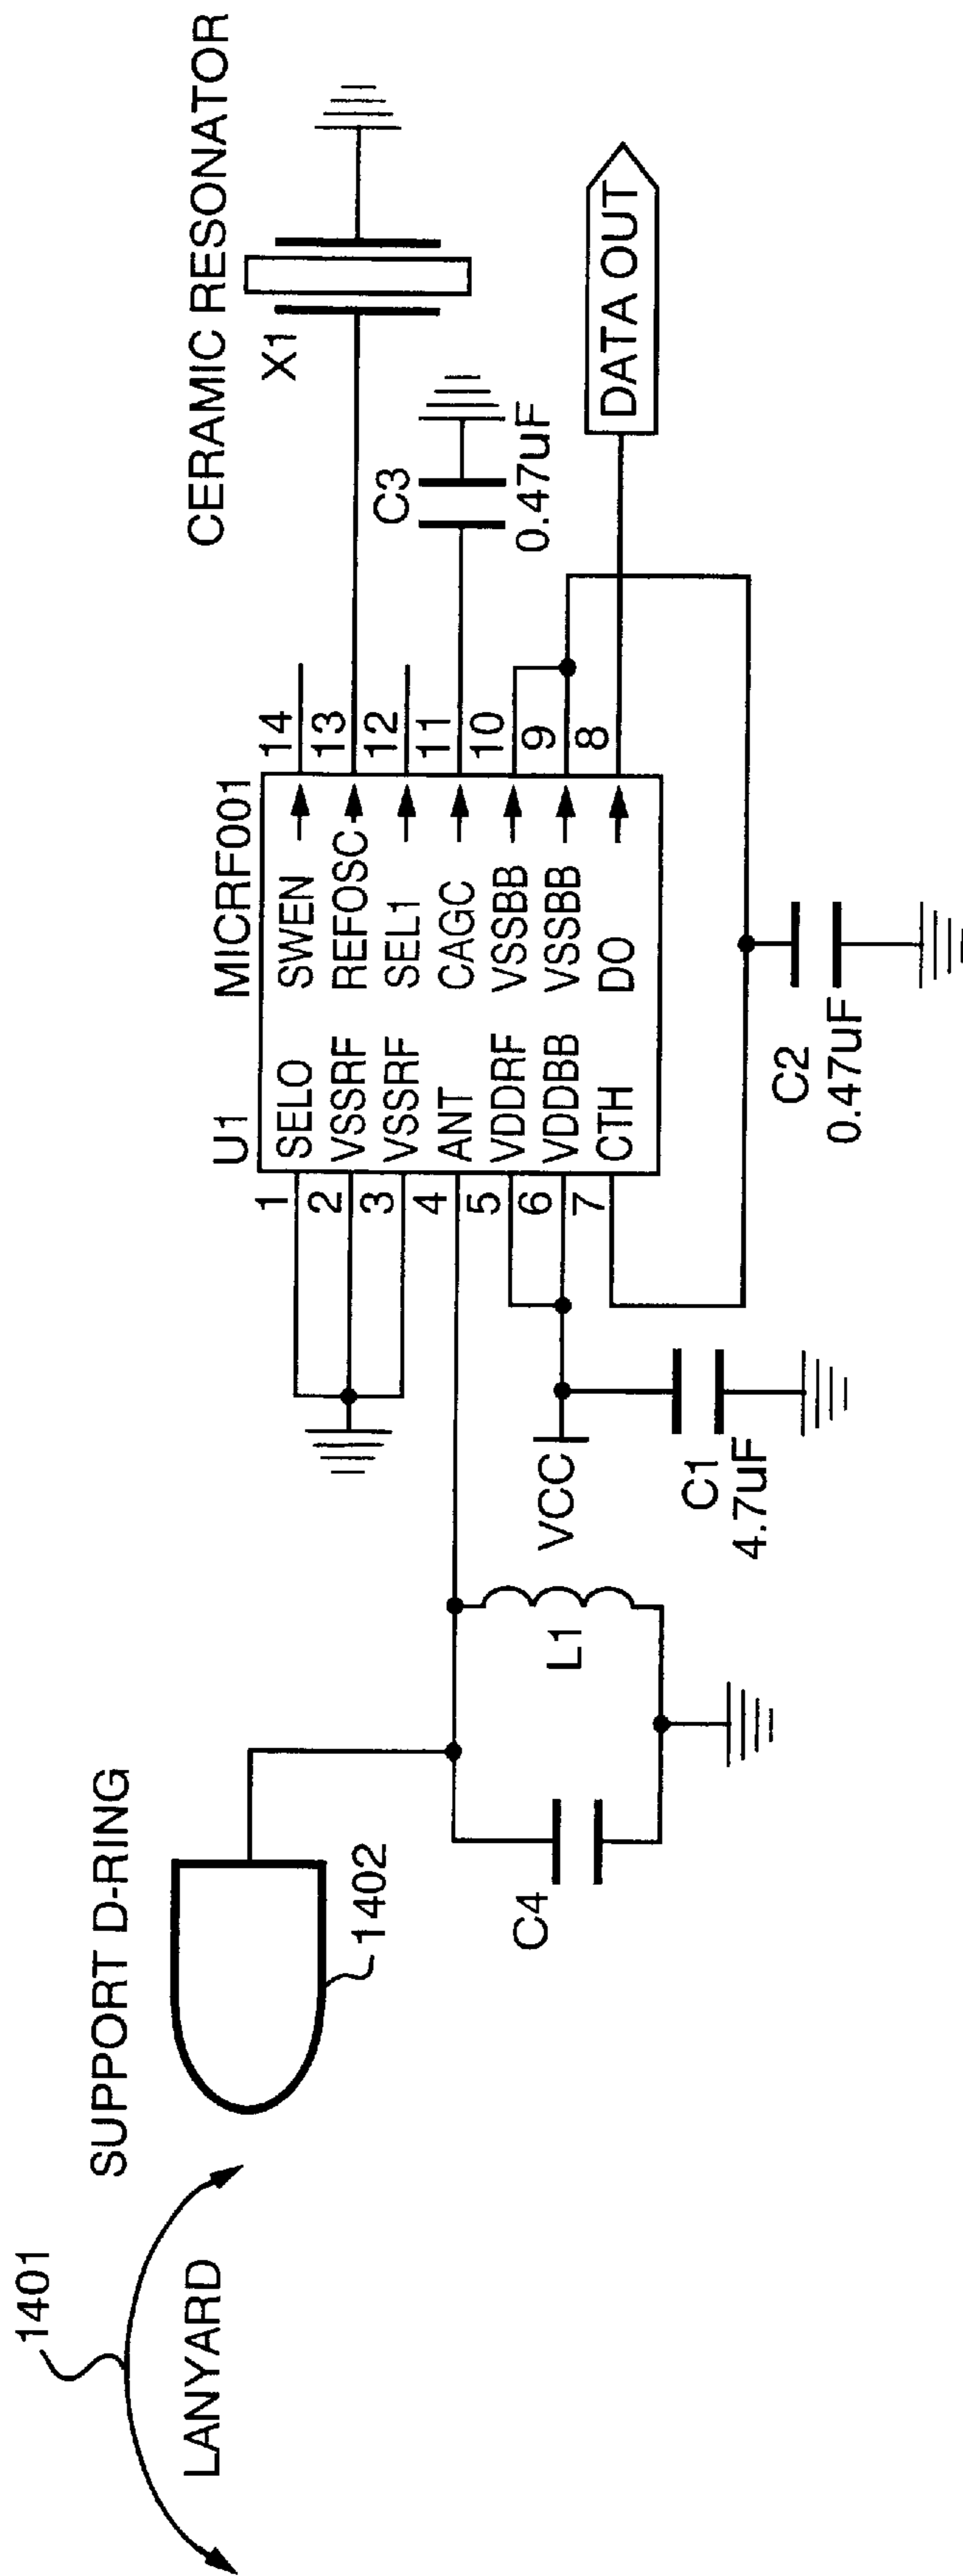 1401
LANYARD
SUPPORT D-RING
1402
C4
L1
VCC
C1
4.7uF
U1
MICRF001
1
2
3
4
5
6
7
SELO
VSSRF
VSSRF
ANT
VDDRF
VDDBB
CTH
SWEN
REFOSC
SEL1
CAGC
VSSBB
VSSBB
DO
14
13
12
11
10
9
8
C2
0.47uF
C3
0.47uF
X1
CERAMIC RESONATOR
DATA OUT